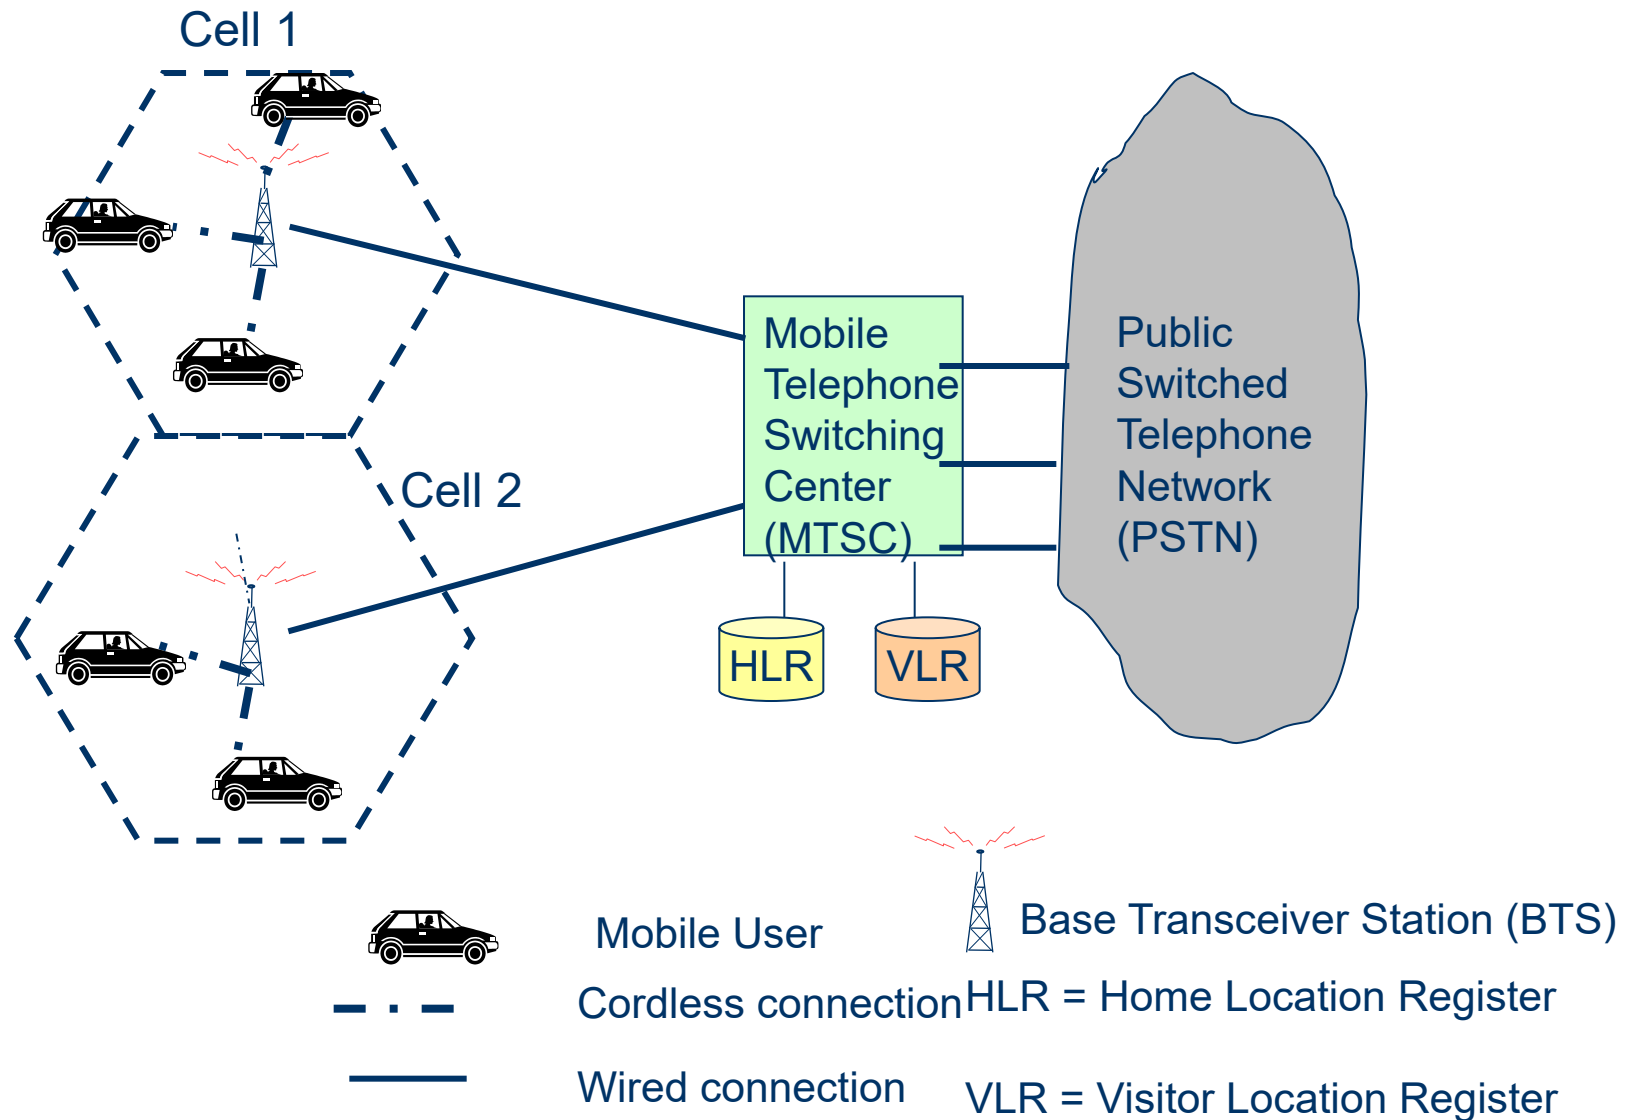 Cell 1
Mobile
Telephone
Switching
Center
(MTSC)
Public
Switched
Telephone
Network
(PSTN)
Cell 2
HLR
VLR
Mobile User
Base Transceiver Station (BTS)
Cordless connection
HLR = Home Location Register
Wired connection
VLR = Visitor Location Register